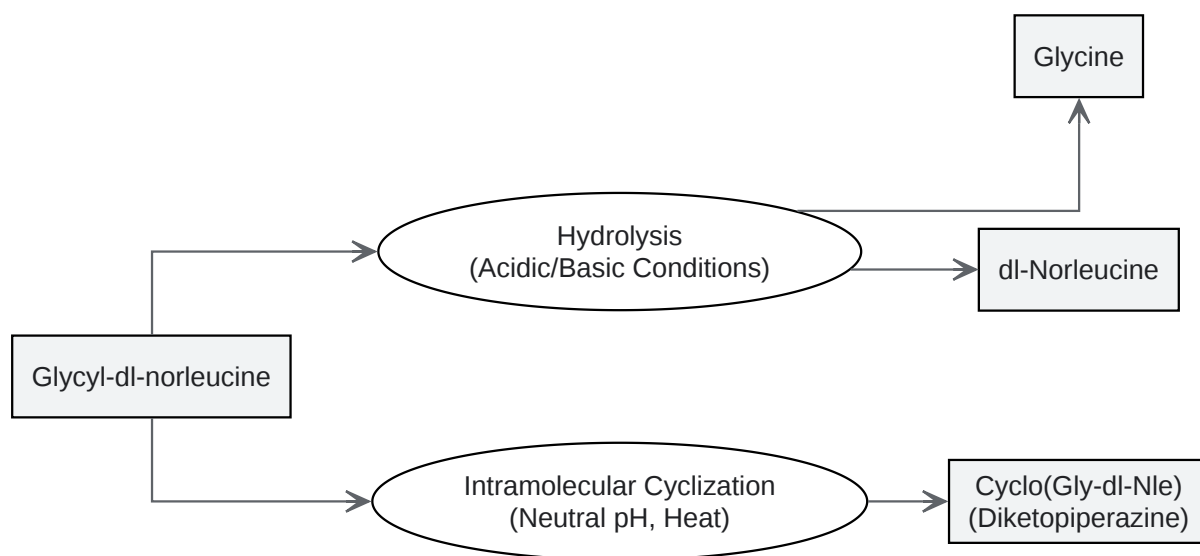 Glycine
Hydrolysis
(Acidic/Basic Conditions)
dl-Norleucine
Glycyl-dl-norleucine
Intramolecular Cyclization
(Neutral pH, Heat)
Cyclo(Gly-dl-Nle)
(Diketopiperazine)